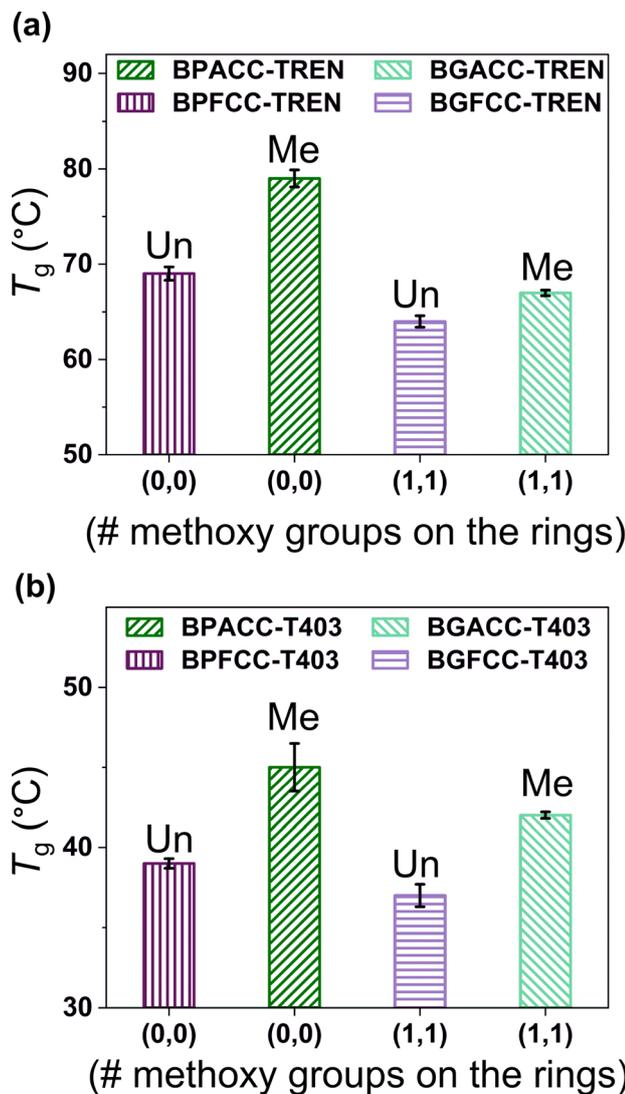 (a)
BPACC-TREN BGACC-TREN
BPFCC-TREN BGFCC-TREN
90
80
70
60
50
Tg (°C)
Un
Me
Un
Me
(0,0) (0,0) (1,1) (1,1)
(# methoxy groups on the rings)
(b)
BPACC-T403 BGACC-T403
BPFCC-T403 BGFCC-T403
50
40
30
Tg (°C)
Un
Me
Un
Me
(0,0) (0,0) (1,1) (1,1)
(# methoxy groups on the rings)